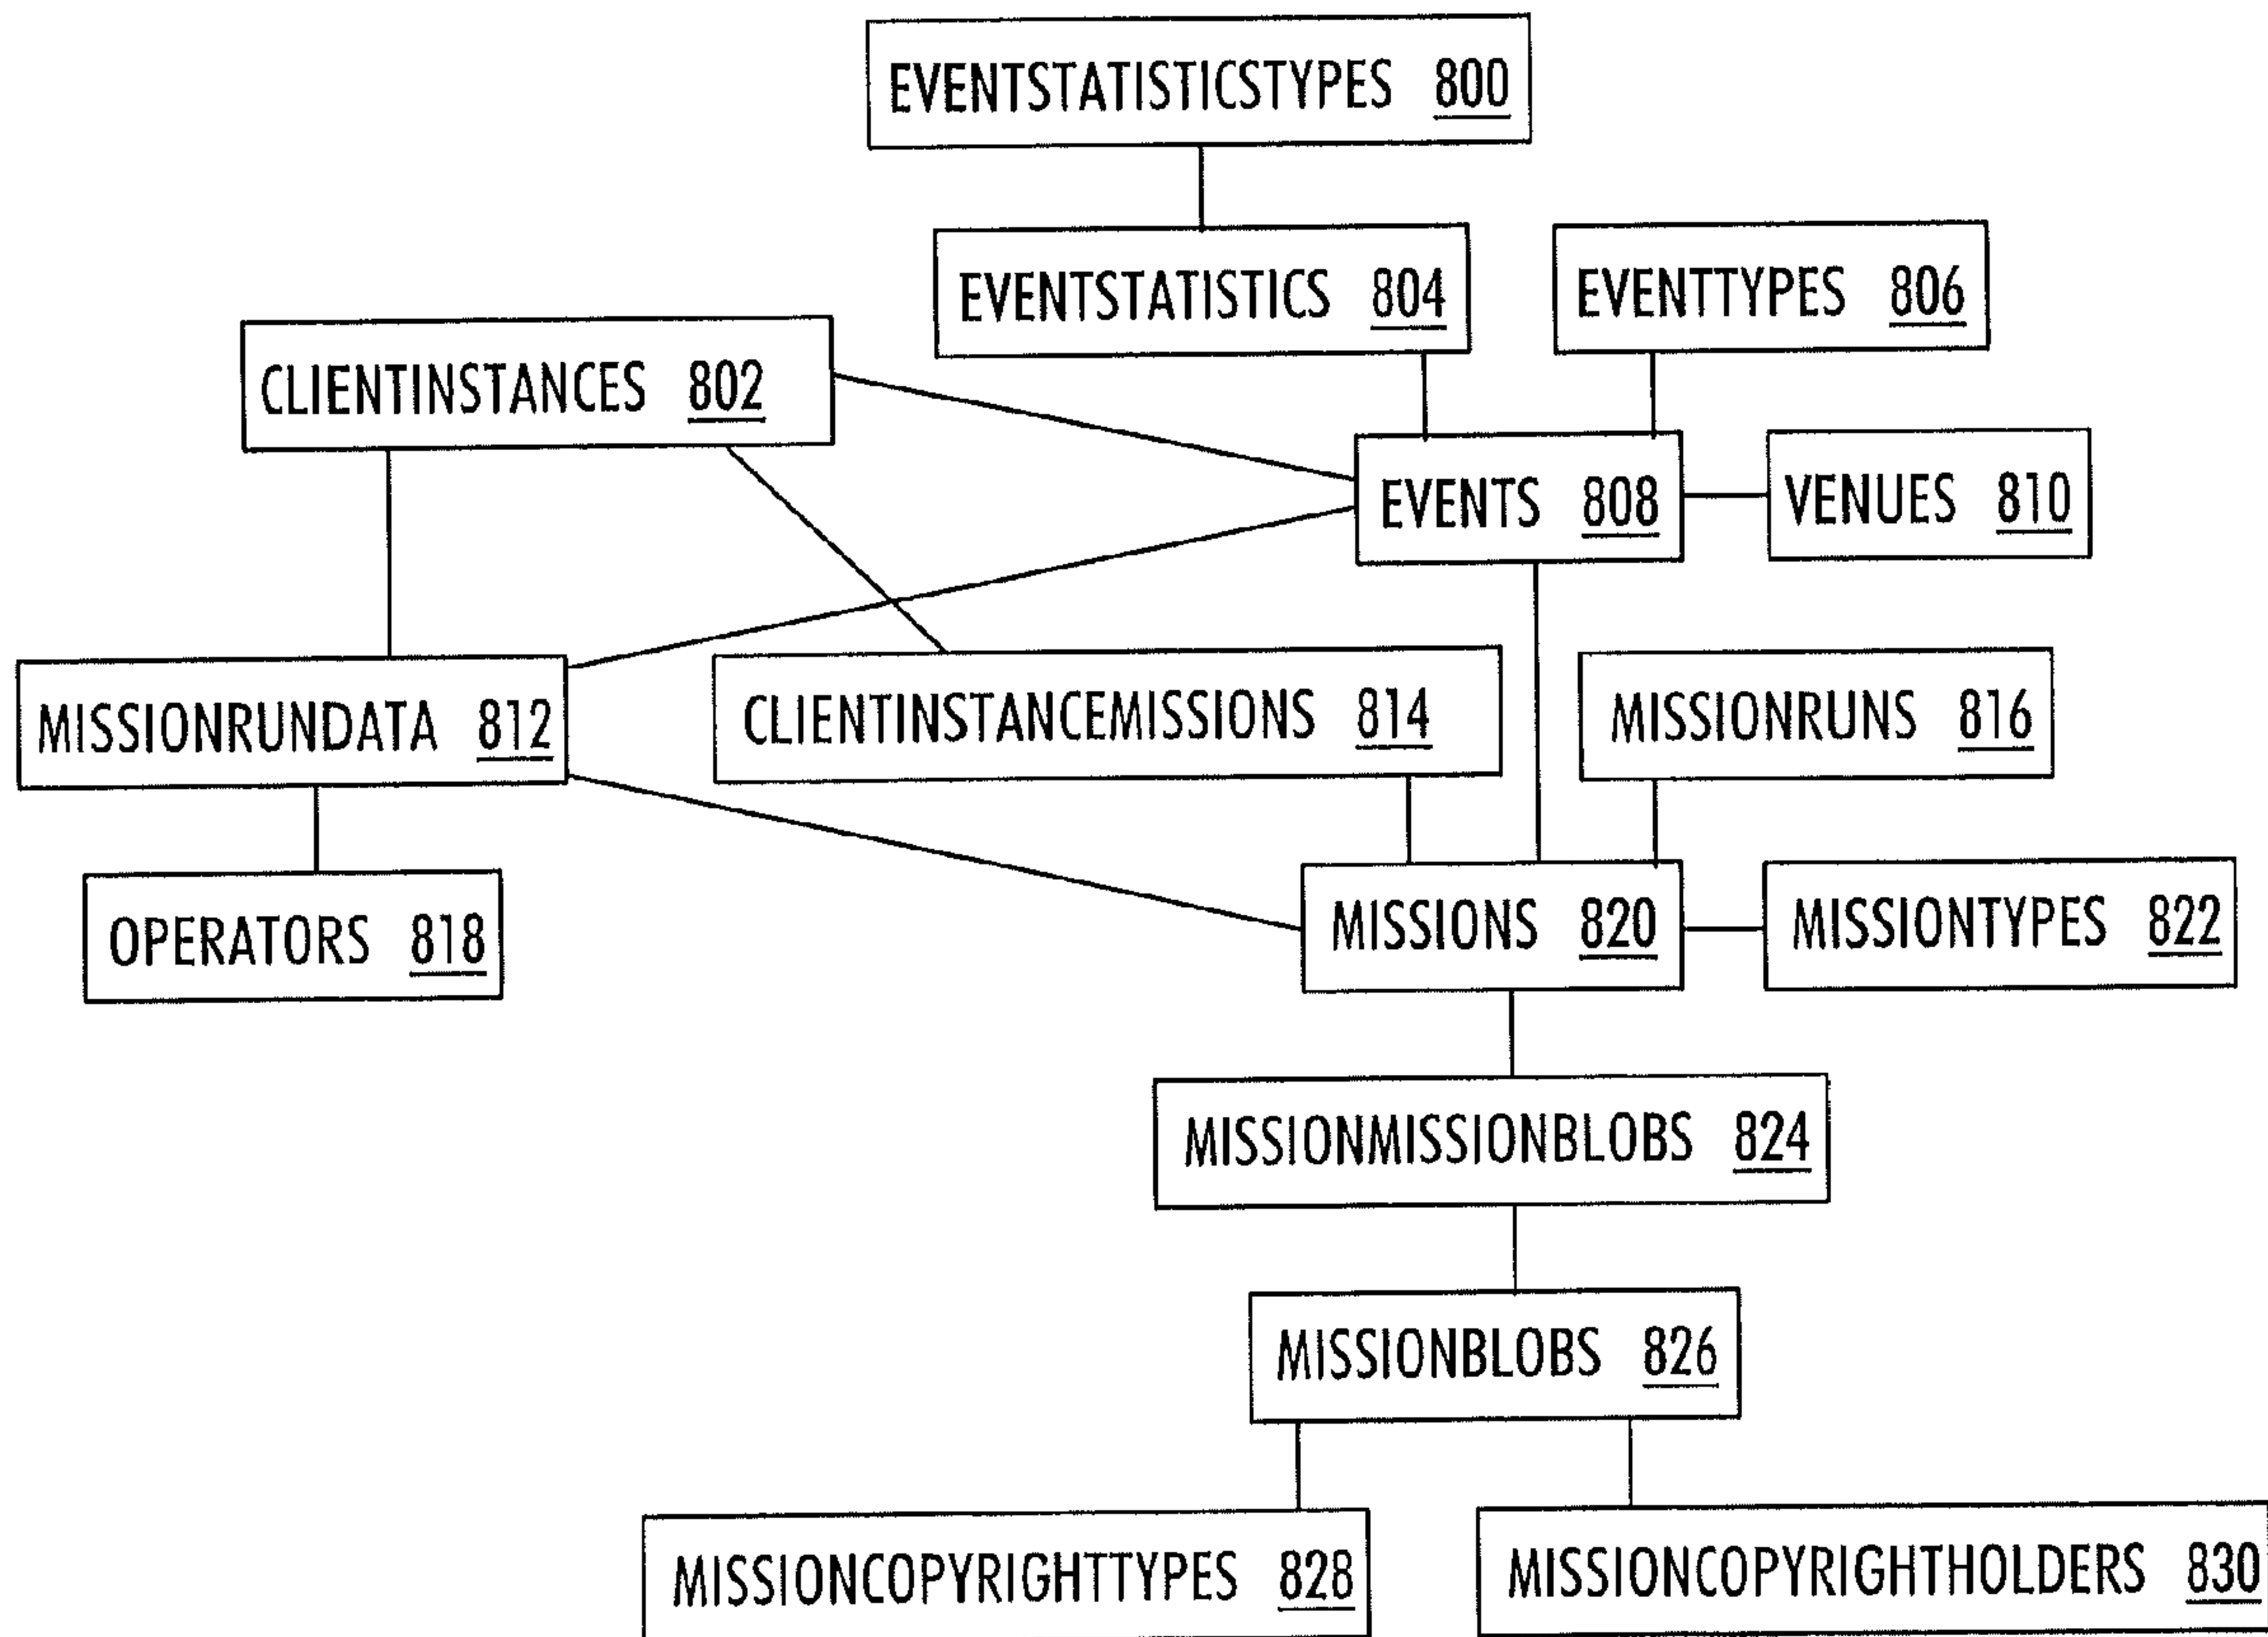 EVENTSTATISTICSTYPES 800
EVENTSTATISTICS 804
EVENTTYPES 806
CLIENTINSTANCES 802
EVENTS 808
VENUES 810
MISSIONRUNDATA 812
CLIENTINSTANCEMISSIONS 814
MISSIONRUNS 816
OPERATORS 818
MISSIONS 820
MISSIONTYPES 822
MISSIONMISSIONBLOBS 824
MISSIONBLOBS 826
MISSIONCOPYRIGHTTYPES 828
MISSIONCOPYRIGHTHOLDERS 830